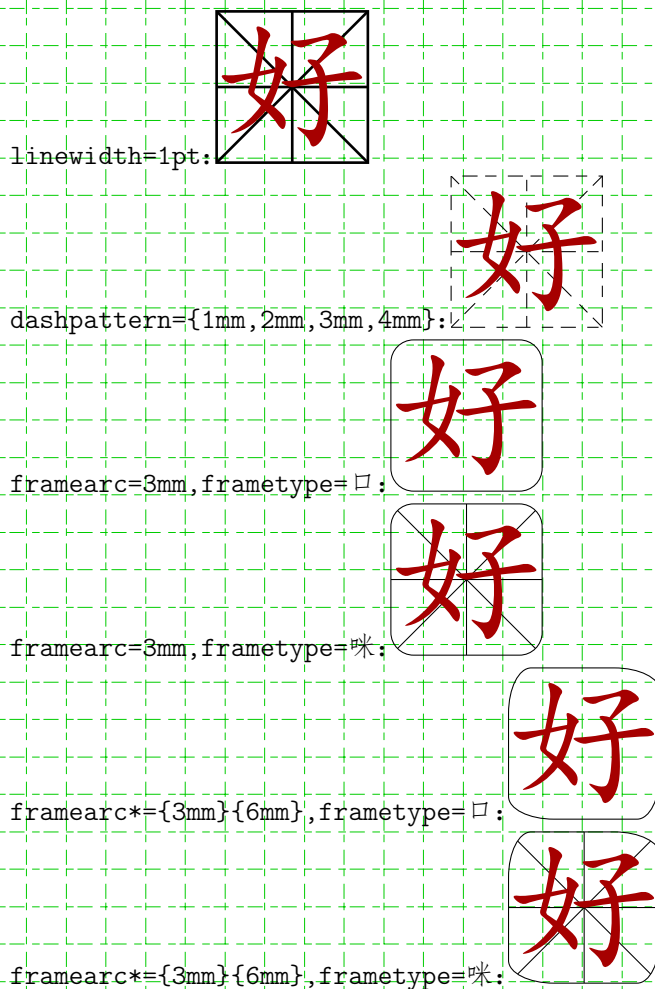 linewidth=1pt:好
dashpattern={1mm,2mm,3mm,4mm}:好
framearc=3mm,frametype=口:好
framearc=3mm,frametype=咪:好
framearc*={3mm}{6mm},frametype=口:好
framearc*={3mm}{6mm},frametype=咪:好